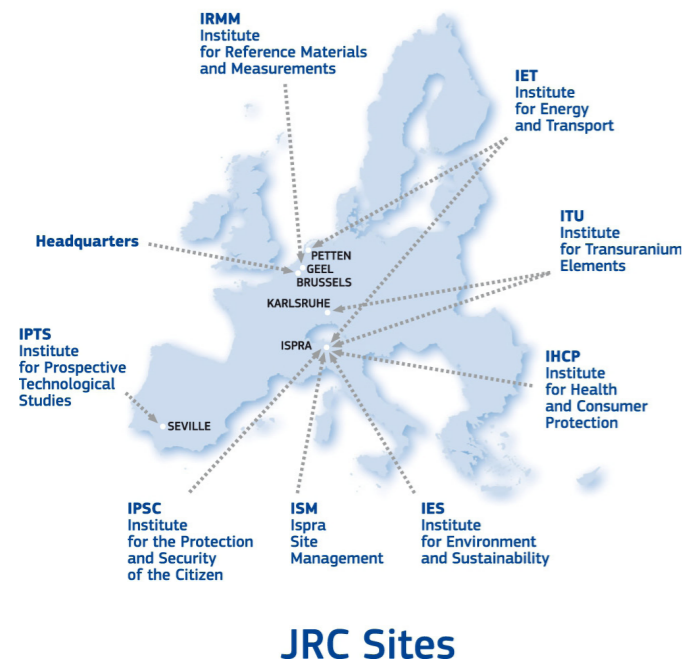 IRMM
Institute
for Reference Materials
and Measurements
IET
Institute
for Energy
and Transport
Headquarters
PETTEN
GEEL
BRUSSELS
ITU
Institute
for Transuranium
Elements
KARLSRUHE
IPTS
Institute
for Prospective
Technological
Studies
ISPRA
IHCP
Institute
for Health
and Consumer
Protection
SEVILLE
IPSC
Institute
for the Protection
and Security
of the Citizen
ISM
Ispra
Site
Management
IES
Institute
for Environment
and Sustainability
JRC Sites